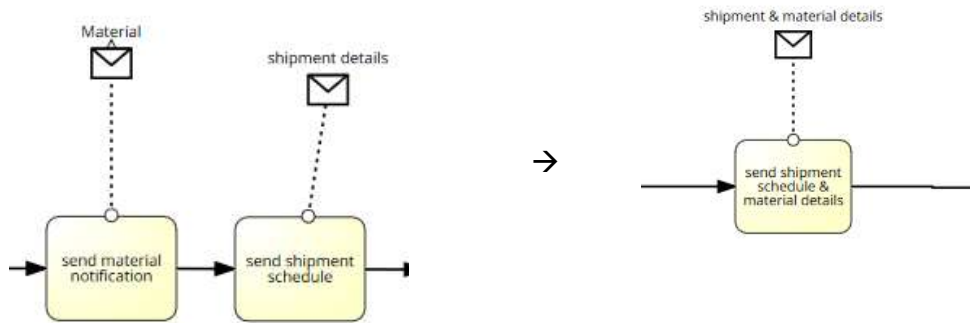 Material
shipment details
send material
notification
send shipment
schedule
→
shipment & material details
send shipment
schedule &
material details